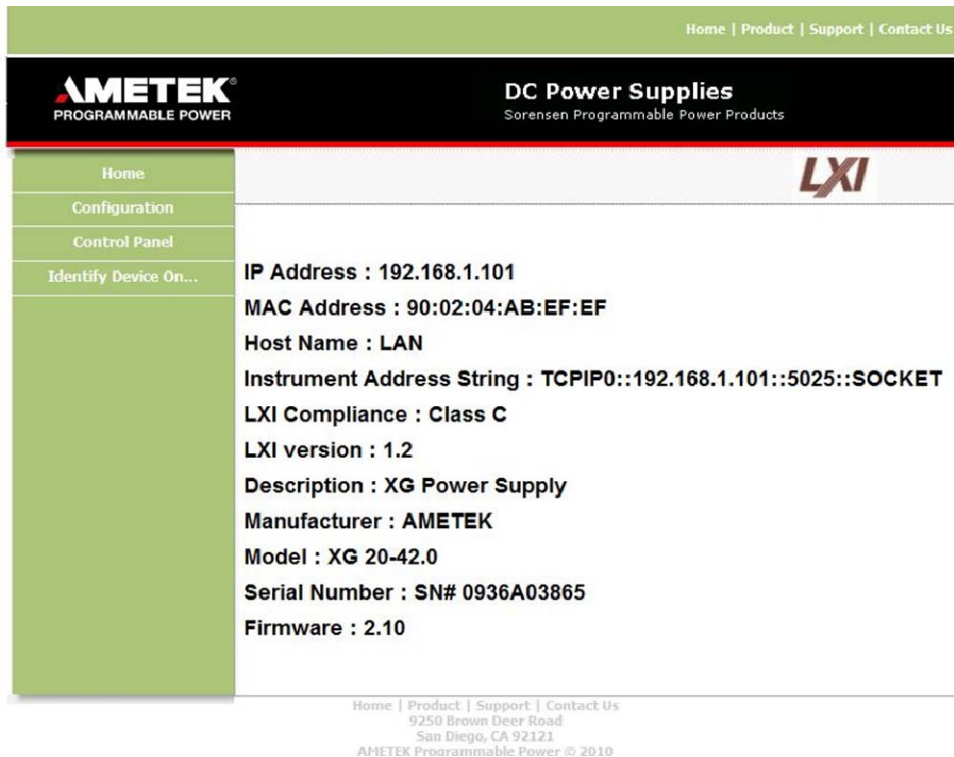 Home | Product | Support | Contact Us
AMETEK®
PROGRAMMABLE POWER
DC Power Supplies
Sorensen Programmable Power Products
LXI
Home
Configuration
Control Panel
Identify Device On...
IP Address : 192.168.1.101
MAC Address : 90:02:04:AB:EF:EF
Host Name : LAN
Instrument Address String : TCPIP0::192.168.1.101::5025::SOCKET
LXI Compliance : Class C
LXI version : 1.2
Description : XG Power Supply
Manufacturer : AMETEK
Model : XG 20-42.0
Serial Number : SN# 0936A03865
Firmware : 2.10
Home | Product | Support | Contact Us
9250 Brown Deer Road
San Diego, CA 92121
AMETEK Programmable Power © 2010